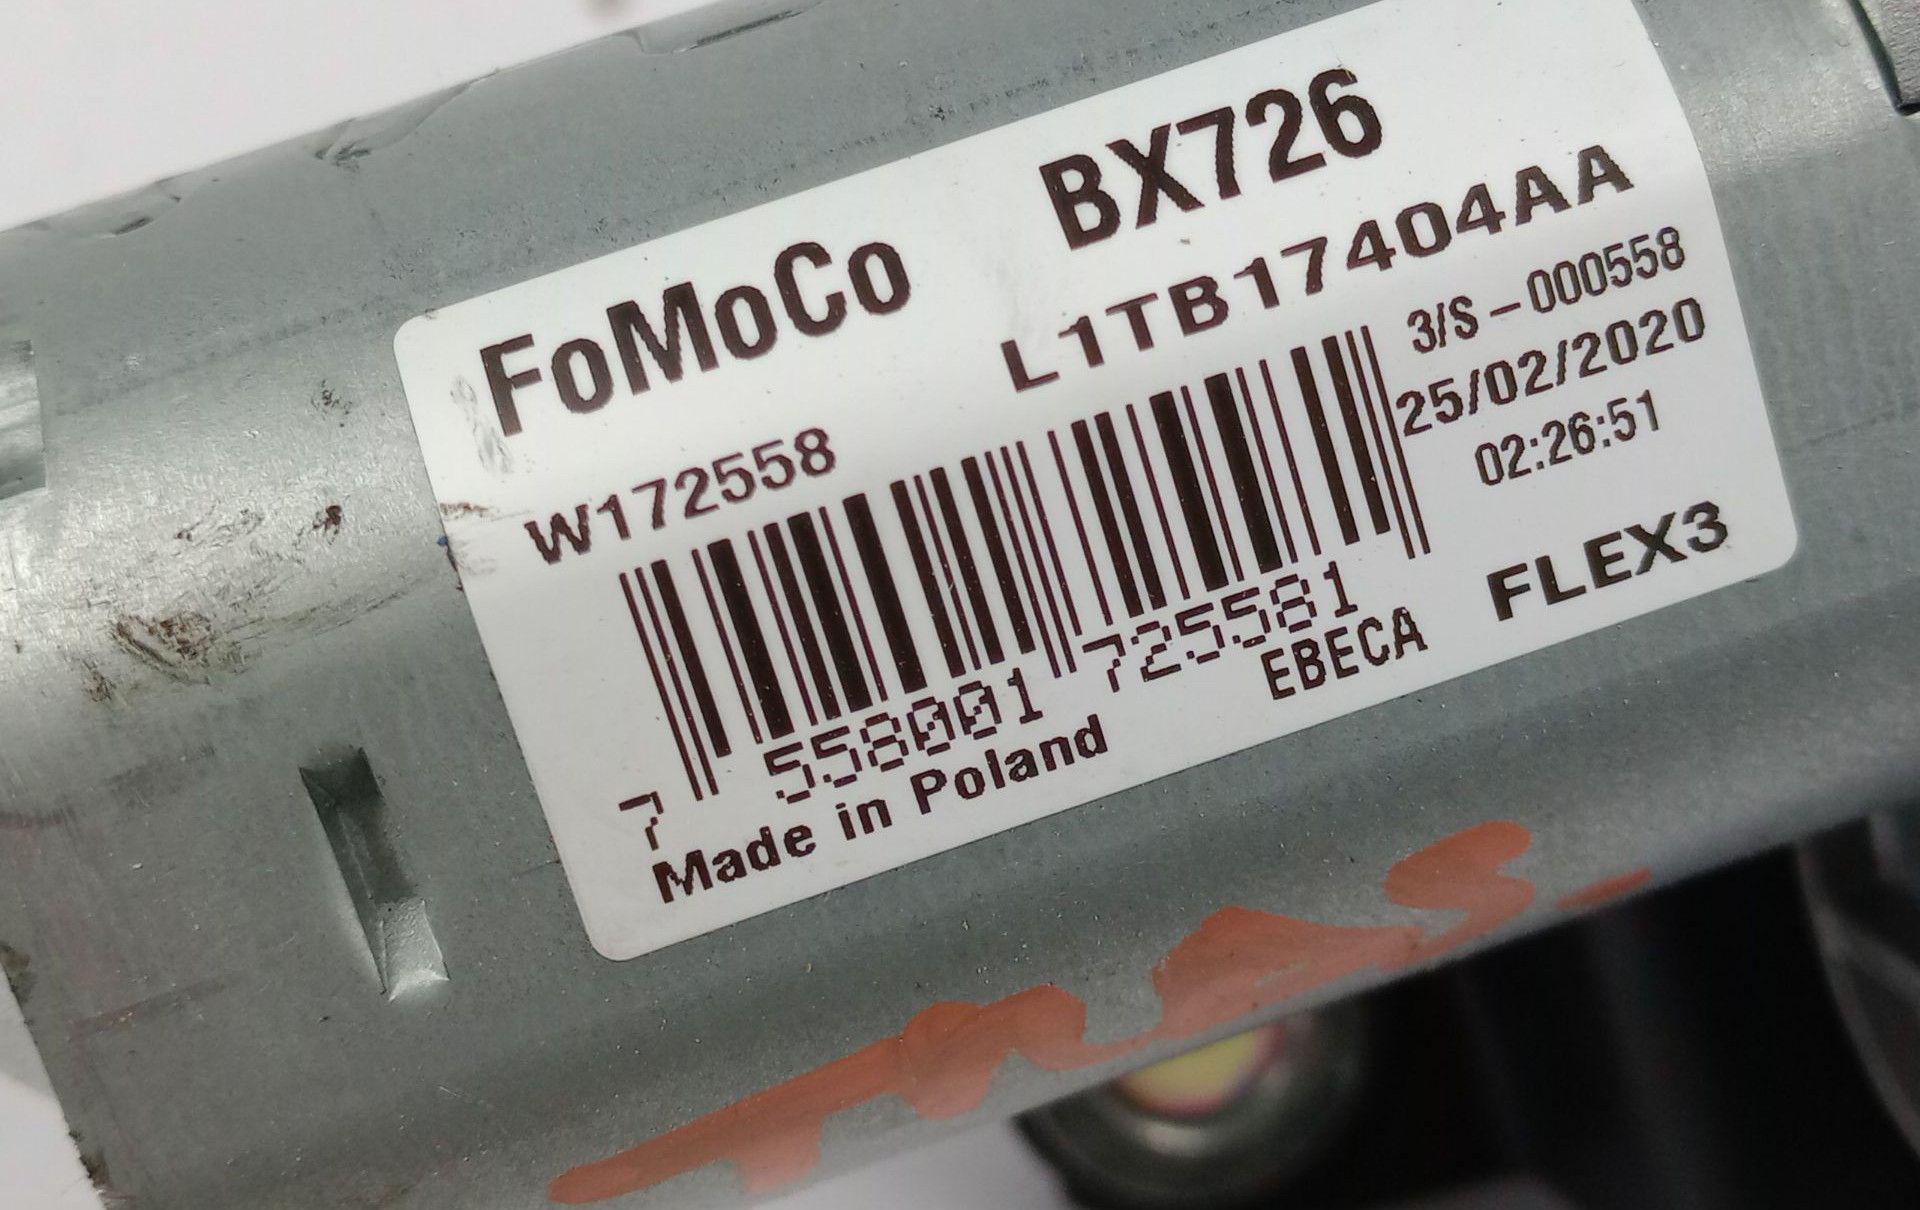 FoMoCo BX726
W172558 L1TB17404AA
3/S-000558
25/02/2020
02:26:51
7 558001 725581
Made in Poland EBECA FLEX3